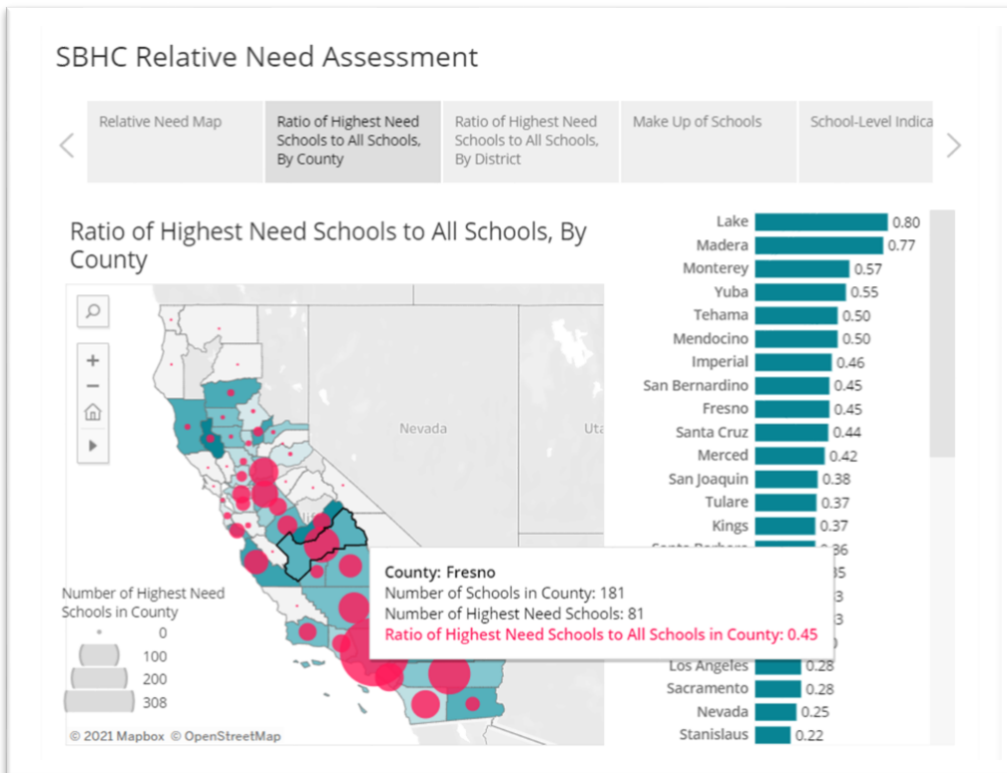 SBHC Relative Need Assessment
Relative Need Map
Ratio of Highest Need
Schools to All Schools,
By County
Ratio of Highest Need
Schools to All Schools,
By District
Make Up of Schools
School-Level Indica
Ratio of Highest Need Schools to All Schools, By
County
Nevada
Uta
Number of Highest Need
Schools in County
0
100
200
308
© 2021 Mapbox © OpenStreetMap
County: Fresno
Number of Schools in County: 181
Number of Highest Need Schools: 81
Ratio of Highest Need Schools to All Schools in County: 0.45
Lake 0.80
Madera 0.77
Monterey 0.57
Yuba 0.55
Tehama 0.50
Mendocino 0.50
Imperial 0.46
San Bernardino 0.45
Fresno 0.45
Santa Cruz 0.44
Merced 0.42
San Joaquin 0.38
Tulare 0.37
Kings 0.37
Los Angeles 0.28
Sacramento 0.28
Nevada 0.25
Stanislaus 0.22